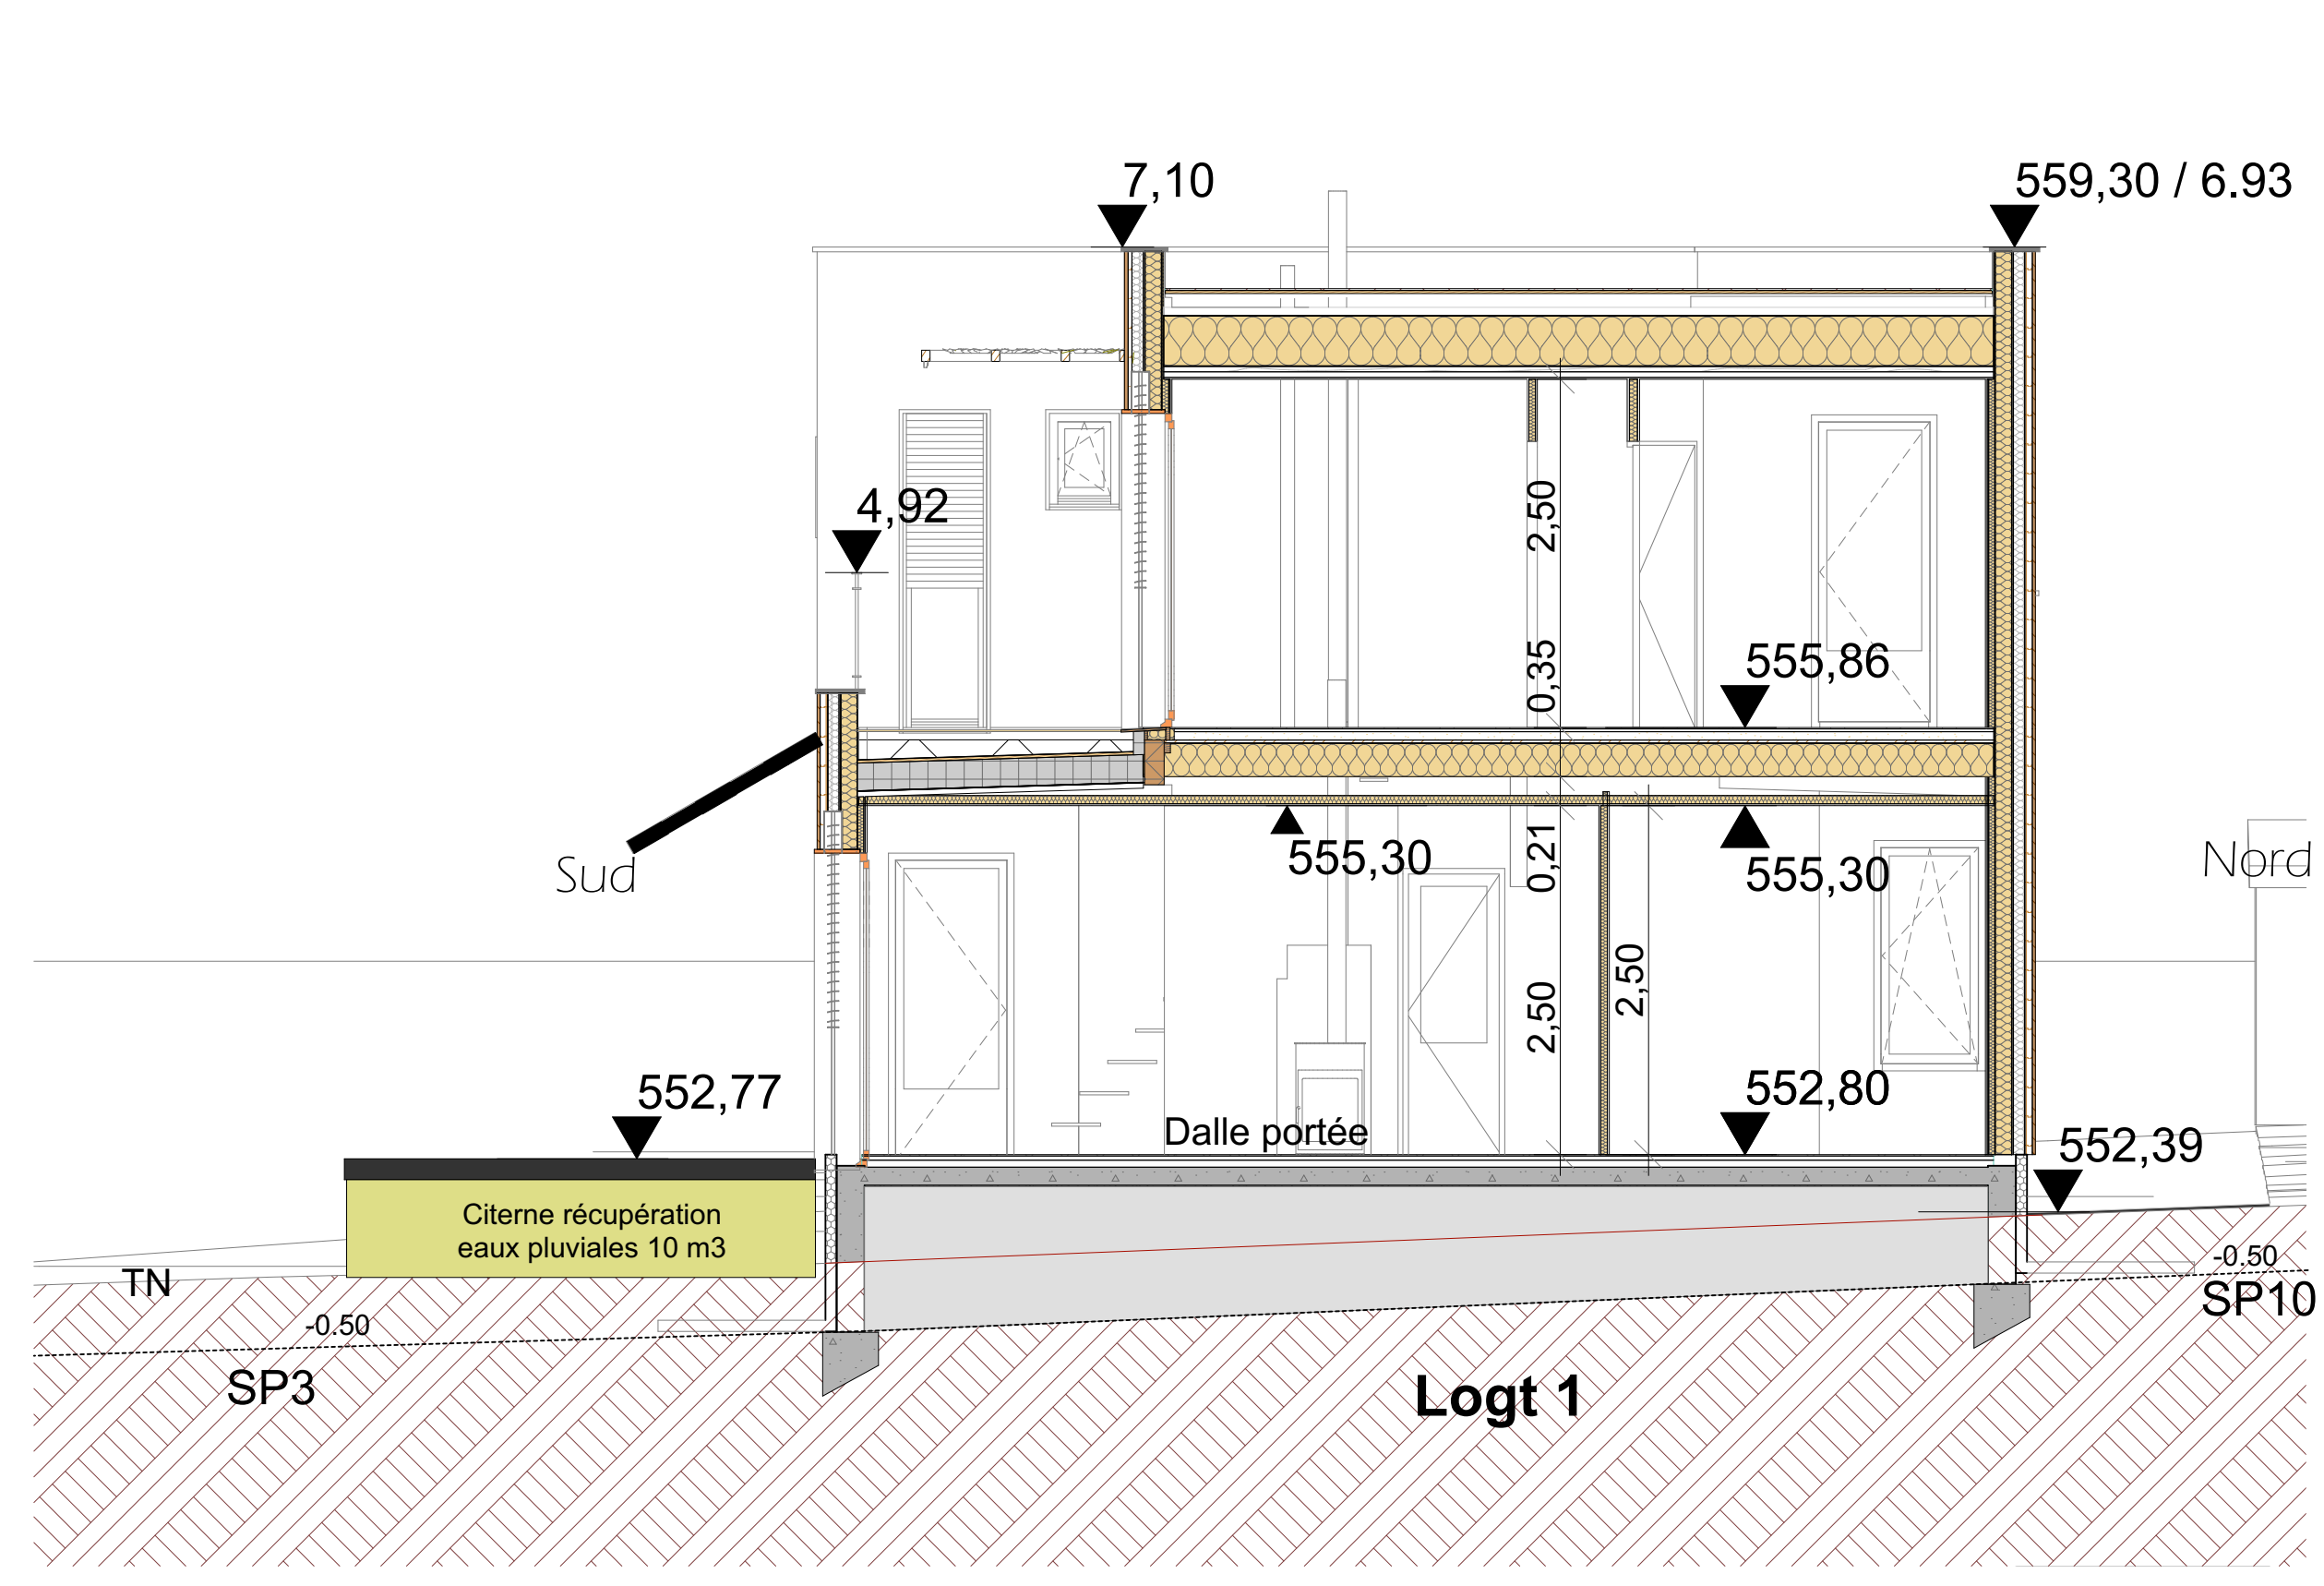 7,10
559,30 / 6.93
4,92
2,50
0,35
555,86
Sud
555,30
0,21
555,30
Nord
2,50
2,50
552,77
Dalle portée
552,80
552,39
Citerne récupération
eaux pluviales 10 m3
TN
-0.50
SP10
-0.50
SP3
Logt 1